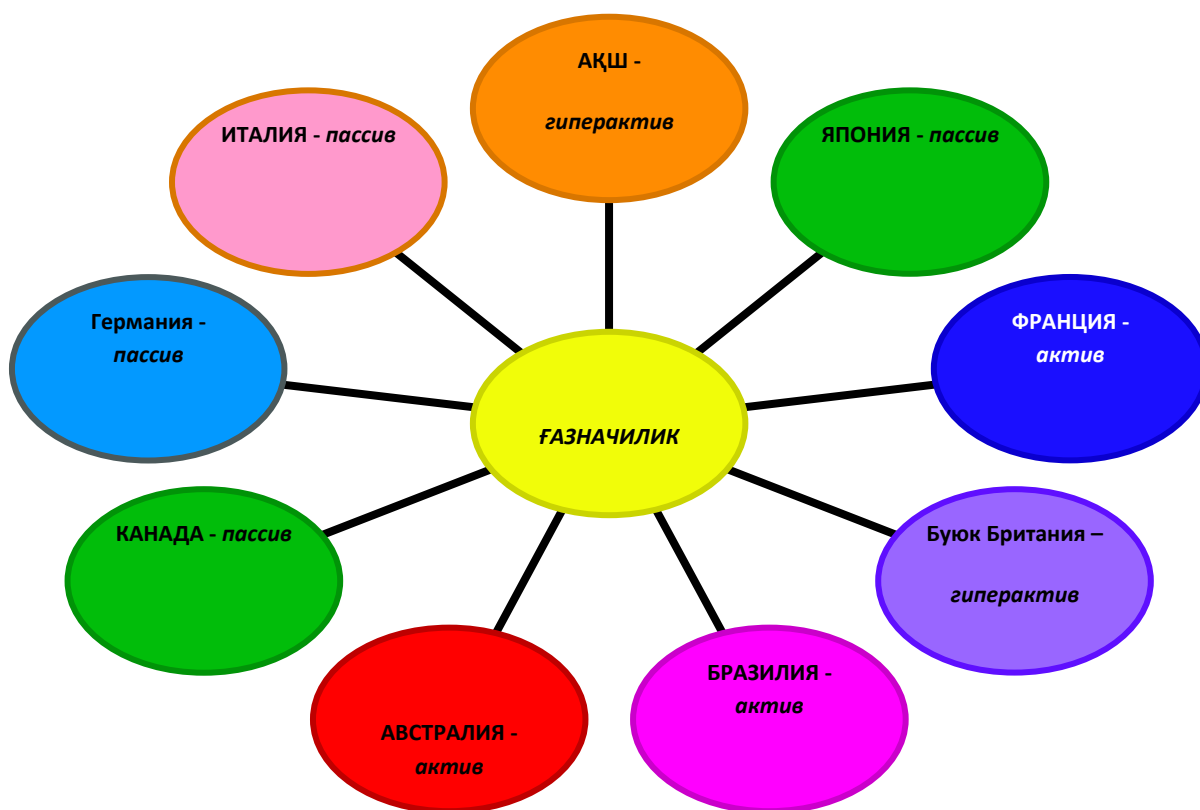 АҚШ -
гиперактив
ИТАЛИЯ - пассив
ЯПОНИЯ - пассив
Германия -
пассив
ФРАНЦИЯ -
актив
ҒАЗНАЧИЛИК
КАНАДА - пассив
Буюк Британия –
гиперактив
АВСТРАЛИЯ -
актив
БРАЗИЛИЯ -
актив